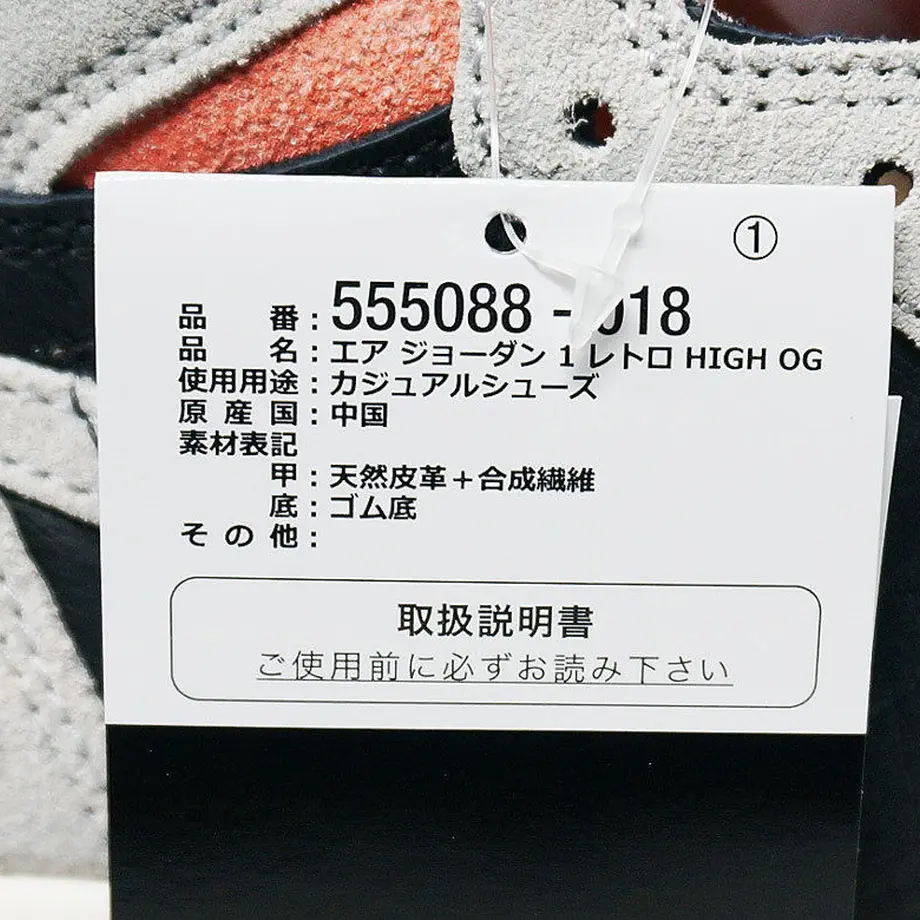 ①
品番：555088-018
品名：エア ジョーダン 1 レトロ HIGH OG
使用用途：カジュアルシューズ
原産国：中国
素材表記
甲：天然皮革＋合成繊維
底：ゴム底
その他：
取扱説明書
ご使用前に必ずお読み下さい